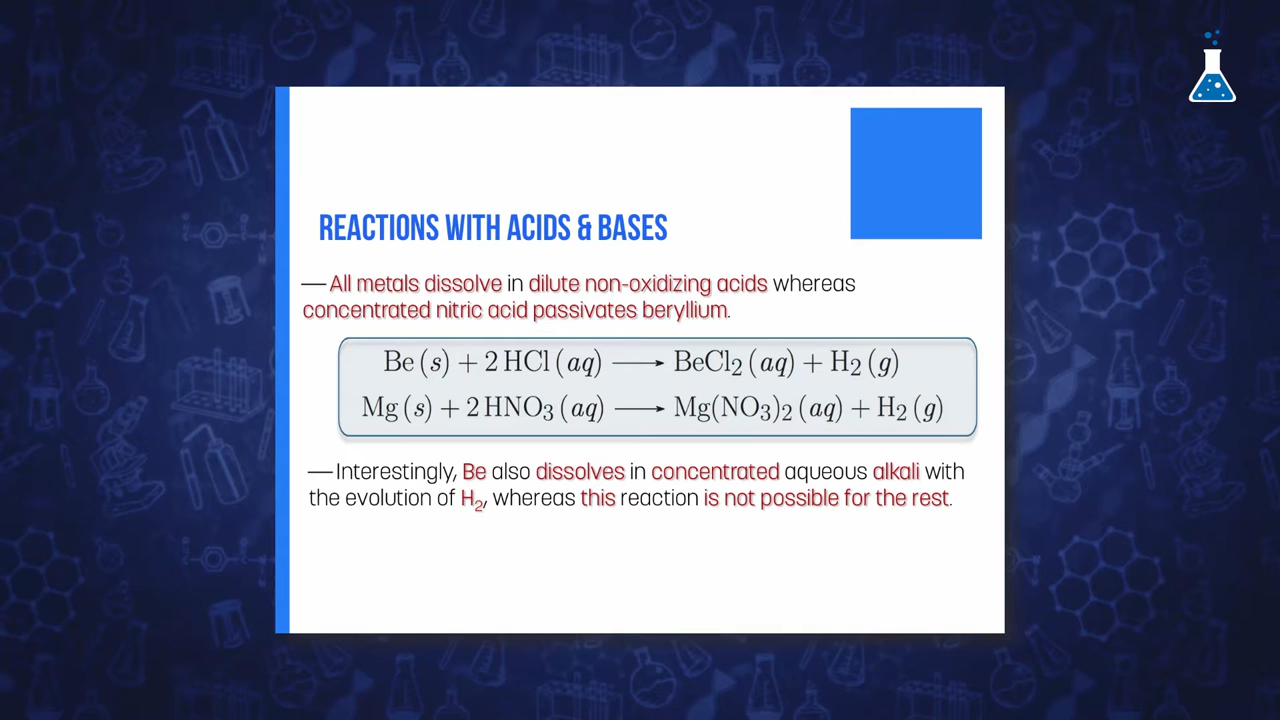 REACTIONS WITH ACIDS & BASES
— All metals dissolve in dilute non-oxidizing acids whereas
concentrated nitric acid passivates beryllium.
Be (s) + 2 HCl (aq) ⟶ BeCl₂ (aq) + H₂ (g)
Mg (s) + 2 HNO₃ (aq) ⟶ Mg(NO₃)₂ (aq) + H₂ (g)
— Interestingly, Be also dissolves in concentrated aqueous alkali with
the evolution of H₂, whereas this reaction is not possible for the rest.